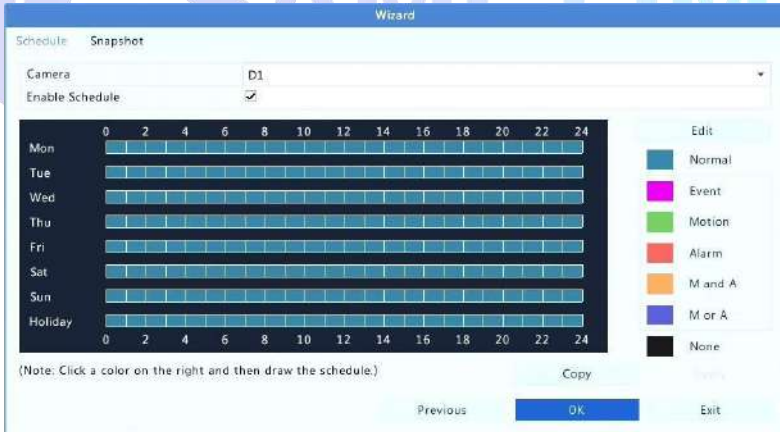 Wizard
Schedule Snapshot
Camera D1
Enable Schedule
0 2 4 6 8 10 12 14 16 18 20 22 24 Edit
Mon Normal
Tue
Wed Event
Thu Motion
Fri Alarm
Sat
Sun M and A
Holiday M or A
0 2 4 6 8 10 12 14 16 18 20 22 24 None
(Note: Click a color on the right and then draw the schedule.) Copy
Previous OK Exit